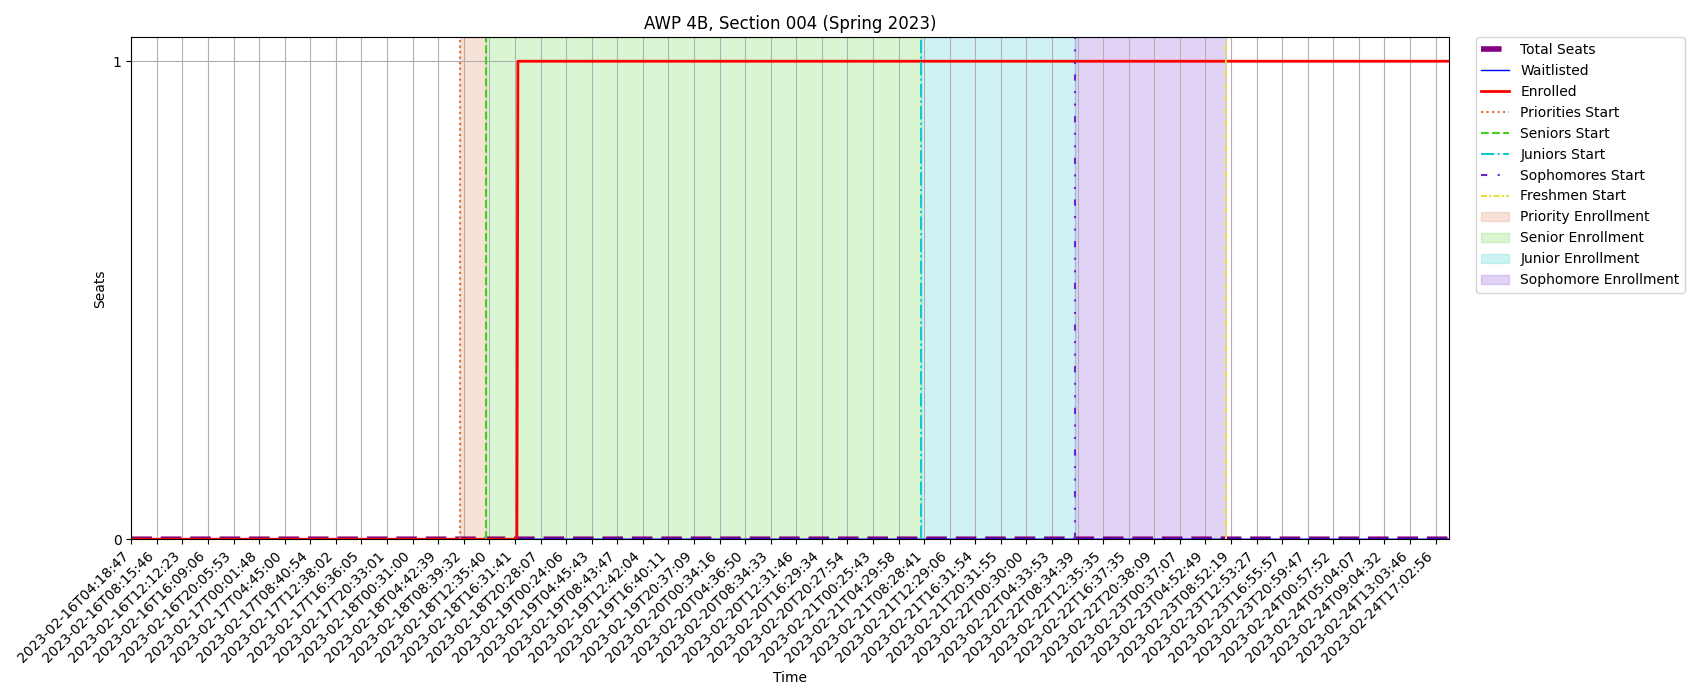 AWP 4B, Section 004 (Spring 2023)
1
0
Seats
Total Seats
Waitlisted
Enrolled
Priorities Start
Seniors Start
Juniors Start
Sophomores Start
Freshmen Start
Priority Enrollment
Senior Enrollment
Junior Enrollment
Sophomore Enrollment
2023-02-16T04:18:47
2023-02-16T08:15:46
2023-02-16T12:12:23
2023-02-16T16:09:06
2023-02-16T20:05:53
2023-02-17T00:01:48
2023-02-17T04:45:00
2023-02-17T08:40:54
2023-02-17T12:38:02
2023-02-17T16:36:05
2023-02-17T20:33:01
2023-02-18T00:31:00
2023-02-18T04:42:39
2023-02-18T08:39:32
2023-02-18T12:35:40
2023-02-18T16:31:41
2023-02-18T20:28:07
2023-02-19T00:24:06
2023-02-19T04:45:43
2023-02-19T08:43:47
2023-02-19T12:42:04
2023-02-19T16:40:11
2023-02-19T20:37:09
2023-02-20T00:34:16
2023-02-20T04:36:50
2023-02-20T08:34:33
2023-02-20T12:31:46
2023-02-20T16:29:34
2023-02-20T20:27:54
2023-02-21T00:25:43
2023-02-21T04:29:58
2023-02-21T08:28:41
2023-02-21T12:29:06
2023-02-21T16:31:54
2023-02-21T20:31:55
2023-02-22T00:30:00
2023-02-22T04:33:53
2023-02-22T08:34:39
2023-02-22T12:35:35
2023-02-22T16:37:35
2023-02-22T20:38:09
2023-02-23T00:37:07
2023-02-23T04:52:49
2023-02-23T08:52:19
2023-02-23T12:53:27
2023-02-23T16:55:57
2023-02-23T20:59:47
2023-02-24T00:57:52
2023-02-24T05:04:07
2023-02-24T09:04:32
2023-02-24T13:03:46
2023-02-24T17:02:56
Time